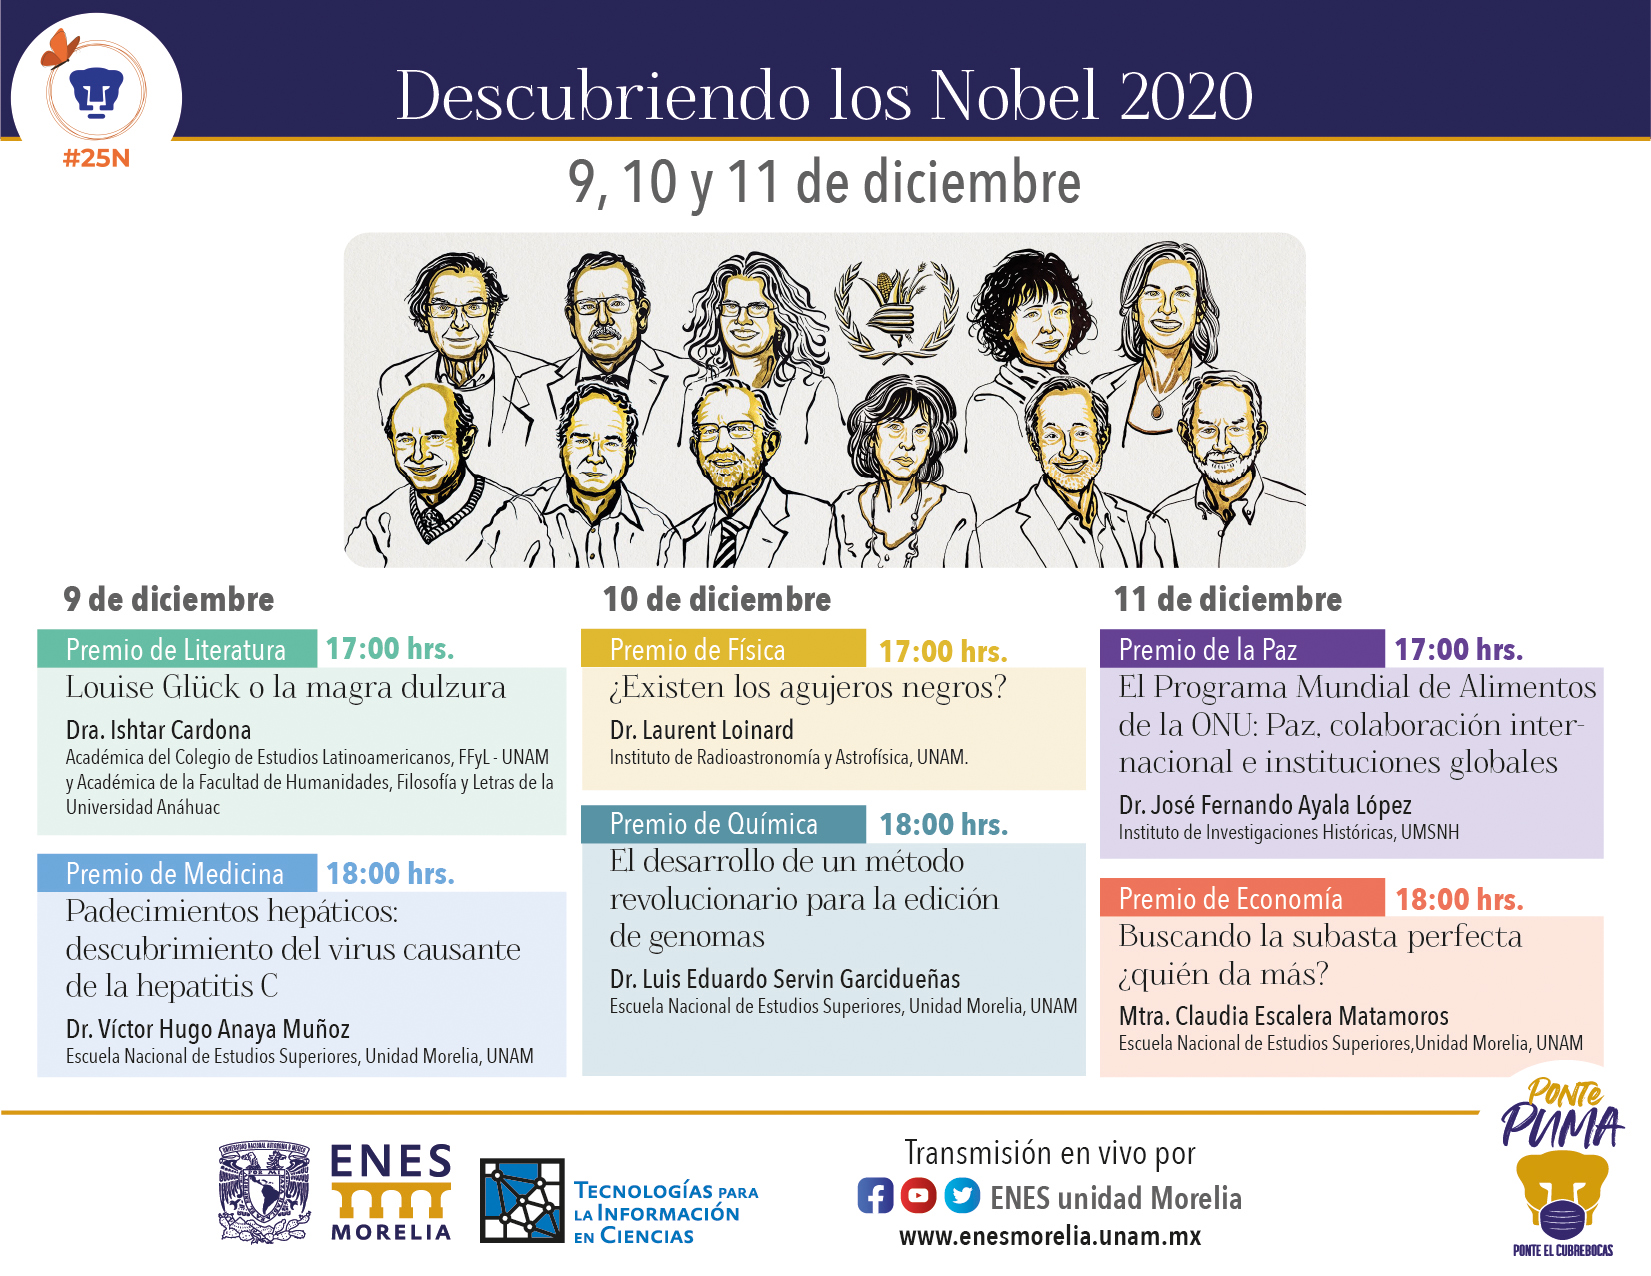 Descubriendo los Nobel 2020
#25N
9, 10 y 11 de diciembre
9 de diciembre
Premio de Literatura 17:00 hrs.
Louise Glück o la magra dulzura
Dra. Ishtar Cardona
Académica del Colegio de Estudios Latinoamericanos, FFyL - UNAM
y Académica de la Facultad de Humanidades, Filosofía y Letras de la
Universidad Anáhuac
Premio de Medicina 18:00 hrs.
Padecimientos hepáticos:
descubrimiento del virus causante
de la hepatitis C
Dr. Víctor Hugo Anaya Muñoz
Escuela Nacional de Estudios Superiores, Unidad Morelia, UNAM
10 de diciembre
Premio de Física 17:00 hrs.
¿Existen los agujeros negros?
Dr. Laurent Loinard
Instituto de Radioastronomía y Astrofísica, UNAM.
Premio de Química 18:00 hrs.
El desarrollo de un método
revolucionario para la edición
de genomas
Dr. Luis Eduardo Servin Garcidueñas
Escuela Nacional de Estudios Superiores, Unidad Morelia, UNAM
11 de diciembre
Premio de la Paz 17:00 hrs.
El Programa Mundial de Alimentos
de la ONU: Paz, colaboración inter-
nacional e instituciones globales
Dr. José Fernando Ayala López
Instituto de Investigaciones Históricas, UMSNH
Premio de Economía 18:00 hrs.
Buscando la subasta perfecta
¿quién da más?
Mtra. Claudia Escalera Matamoros
Escuela Nacional de Estudios Superiores,Unidad Morelia, UNAM
ENES
MORELIA
TECNOLOGÍAS PARA
LA INFORMACIÓN
EN CIENCIAS
Transmisión en vivo por
ENES unidad Morelia
www.enesmorelia.unam.mx
PONTE
PUMA
PONTE EL CUBREBOCAS